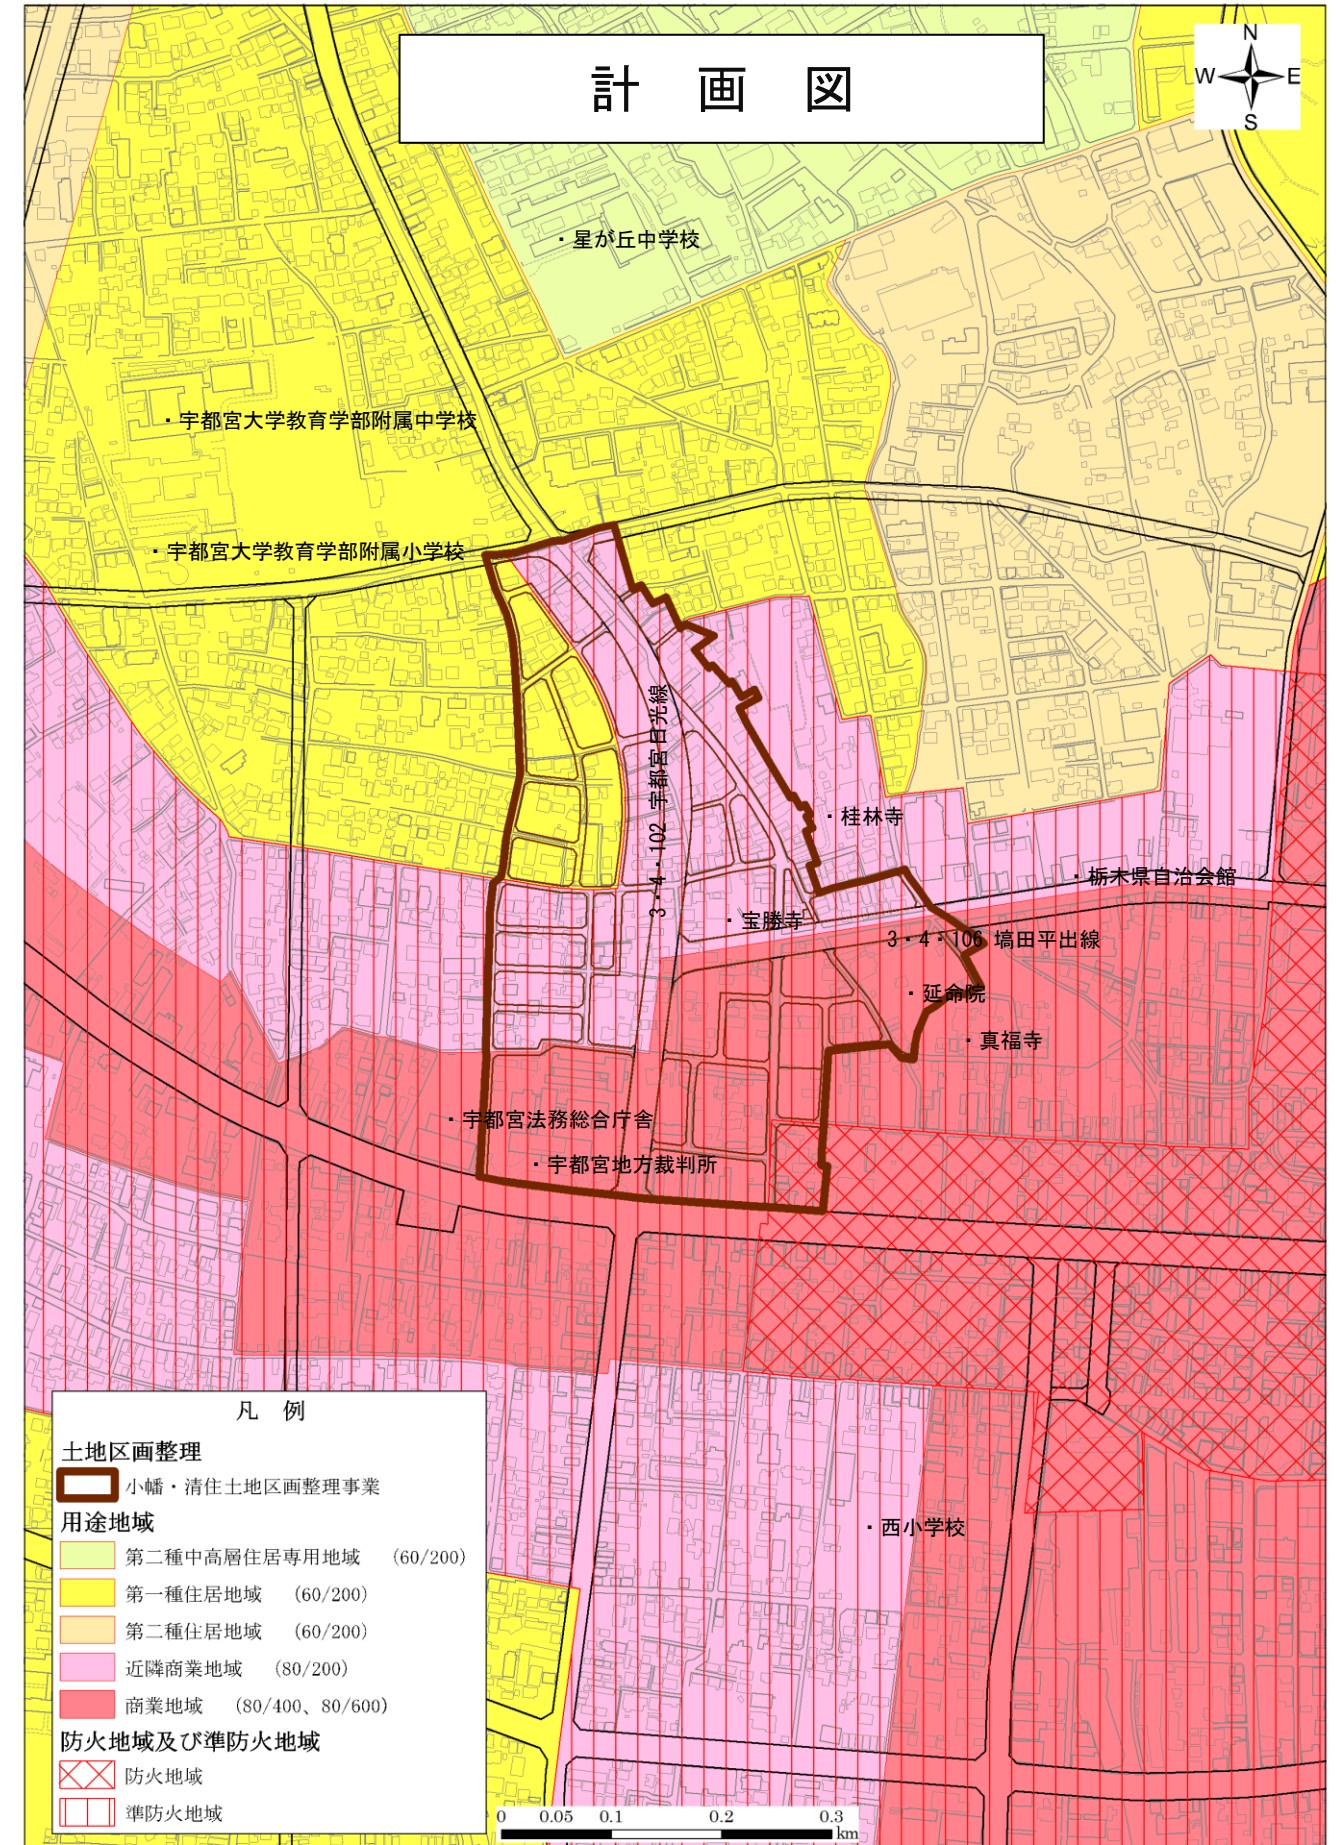 計画図
N
W E
S
・星が丘中学校
・宇都宮大学教育学部附属中学校
・宇都宮大学教育学部附属小学校
3・4・102 宇都宮日光線
・桂林寺
・栃木県自治会館
・宝勝寺
3・4・106 塙田平出線
・延命院
・真福寺
・宇都宮法務総合庁舎
・宇都宮地方裁判所
・西小学校
凡 例
土地区画整理
小幡・清住土地区画整理事業
用途地域
第二種中高層住居専用地域 (60/200)
第一種住居地域 (60/200)
第二種住居地域 (60/200)
近隣商業地域 (80/200)
商業地域 (80/400、80/600)
防火地域及び準防火地域
防火地域
準防火地域
0 0.05 0.1 0.2 0.3
km